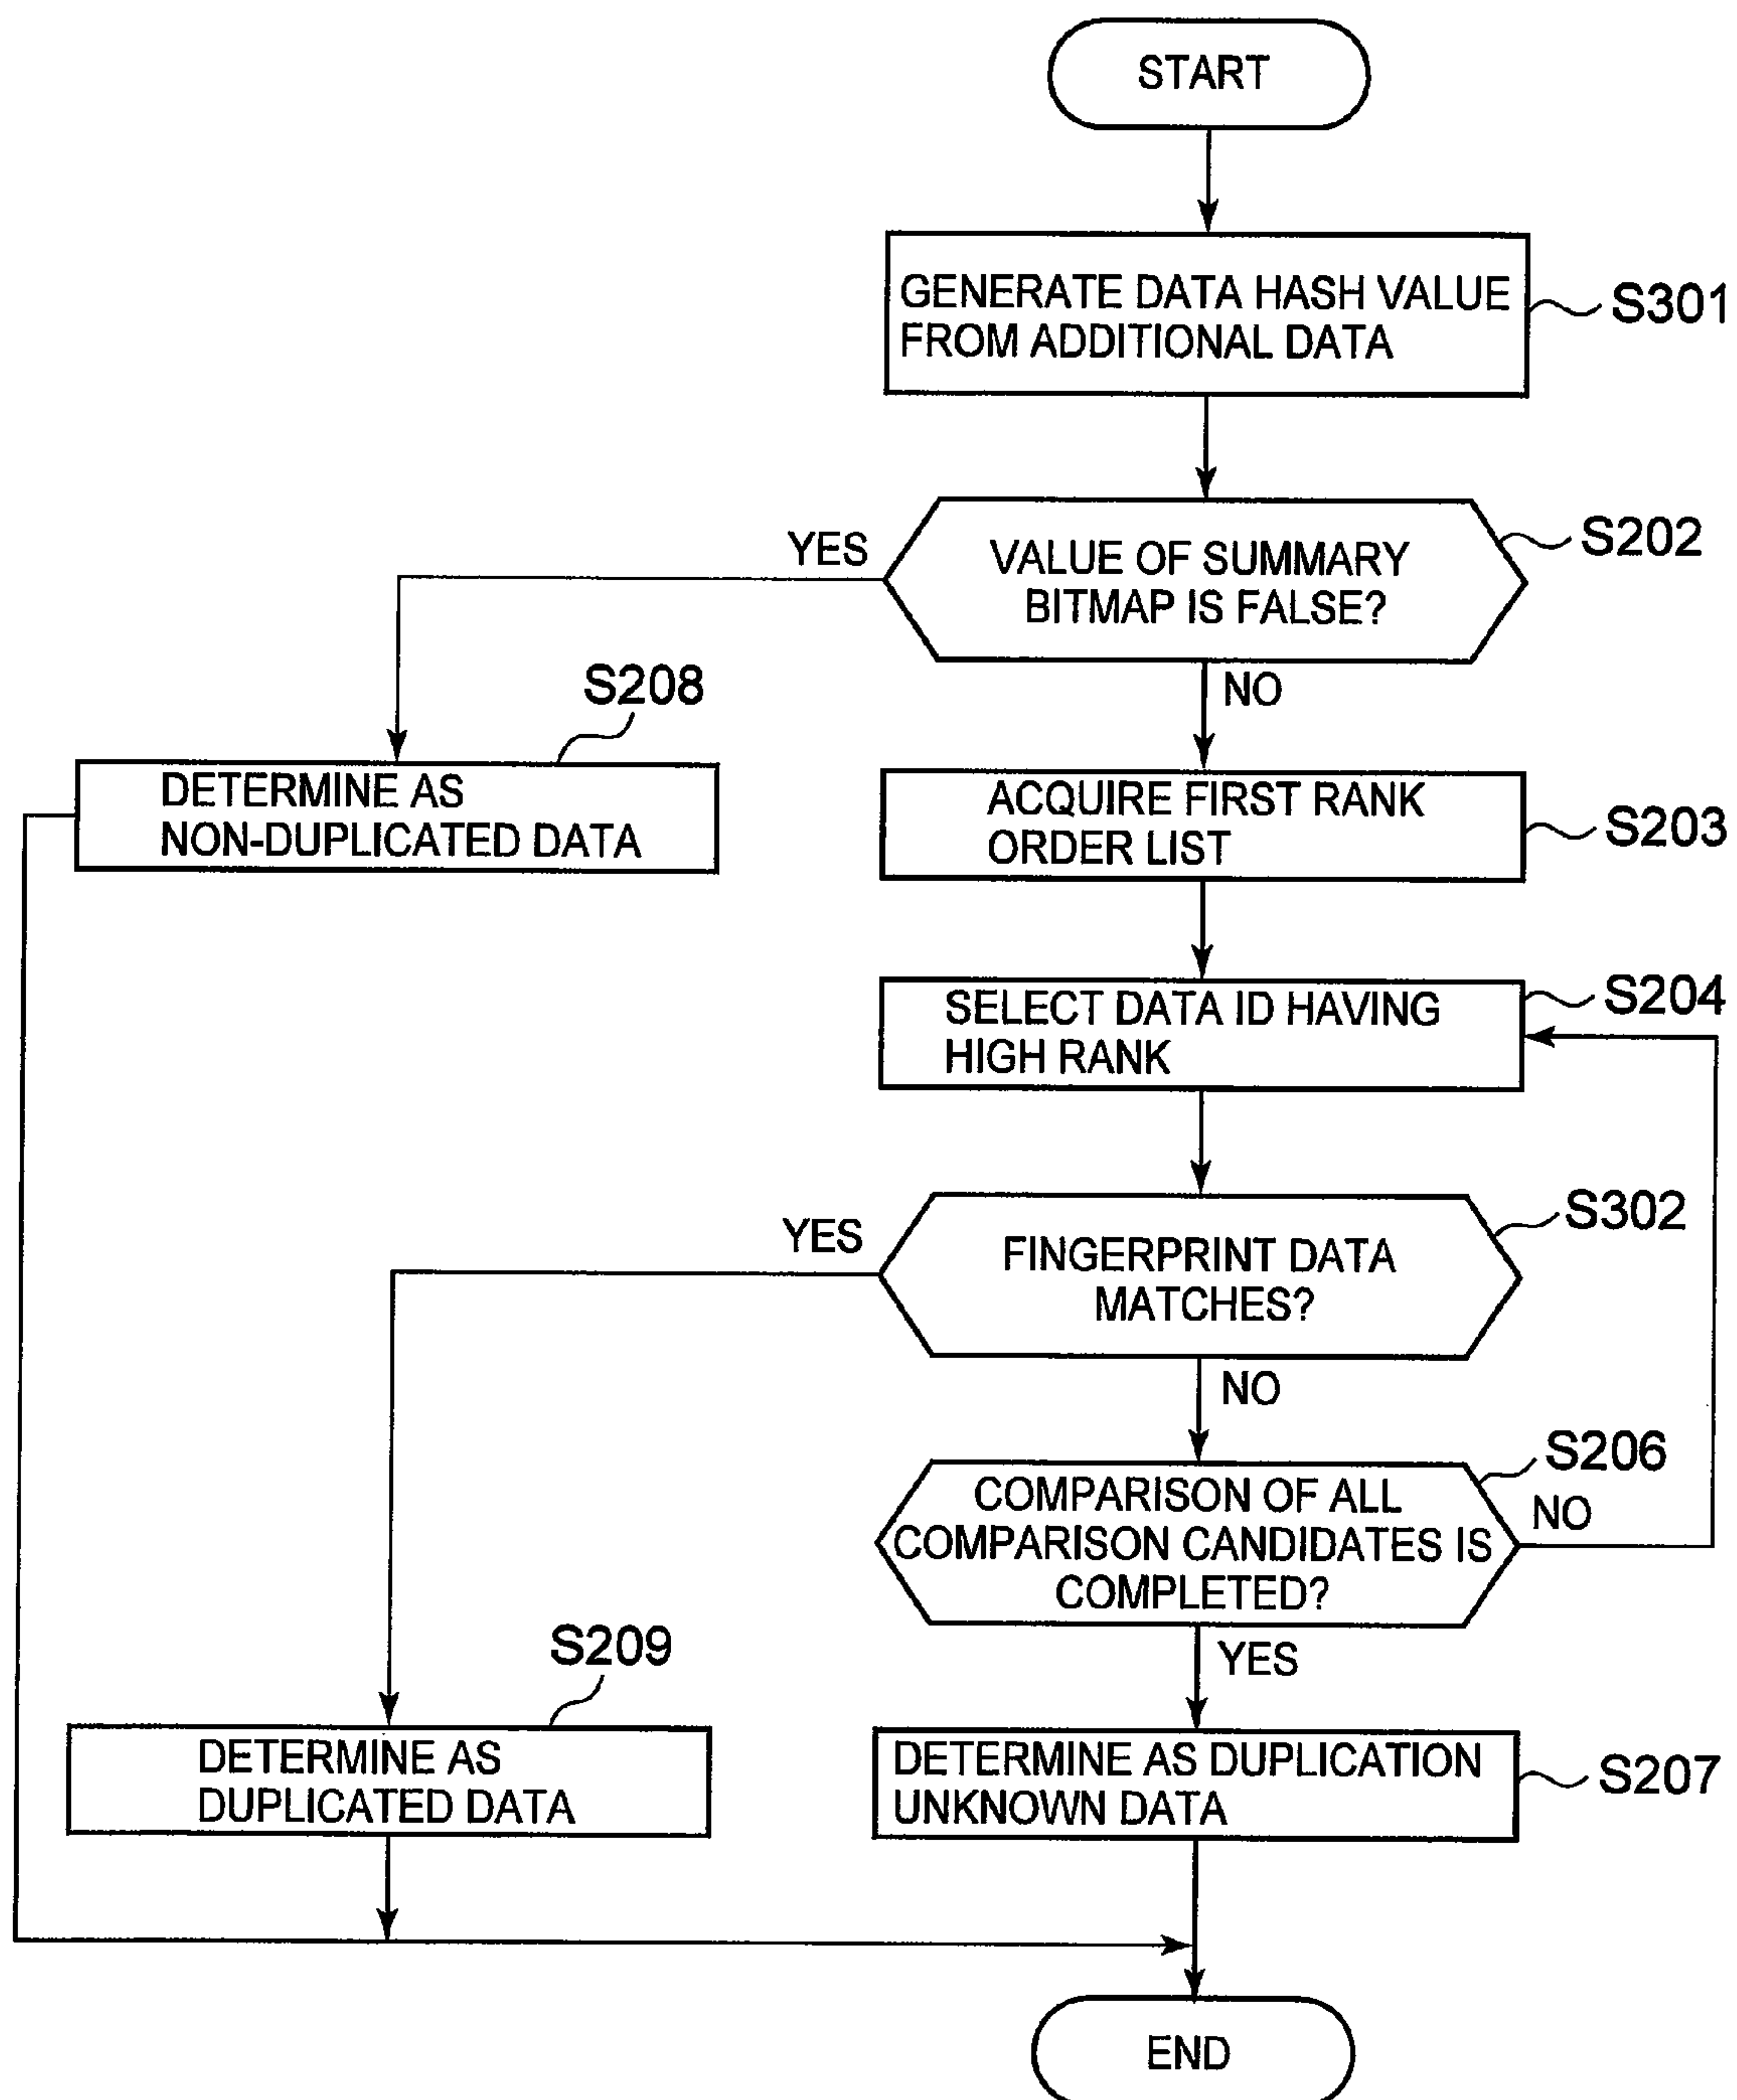 START
GENERATE DATA HASH VALUE
FROM ADDITIONAL DATA
S301
VALUE OF SUMMARY
BITMAP IS FALSE?
S202
YES
NO
S208
DETERMINE AS
NON-DUPLICATED DATA
ACQUIRE FIRST RANK
ORDER LIST
S203
SELECT DATA ID HAVING
HIGH RANK
S204
FINGERPRINT DATA
MATCHES?
S302
YES
NO
COMPARISON OF ALL
COMPARISON CANDIDATES IS
COMPLETED?
S206
NO
YES
S209
DETERMINE AS
DUPLICATED DATA
DETERMINE AS DUPLICATION
UNKNOWN DATA
S207
END